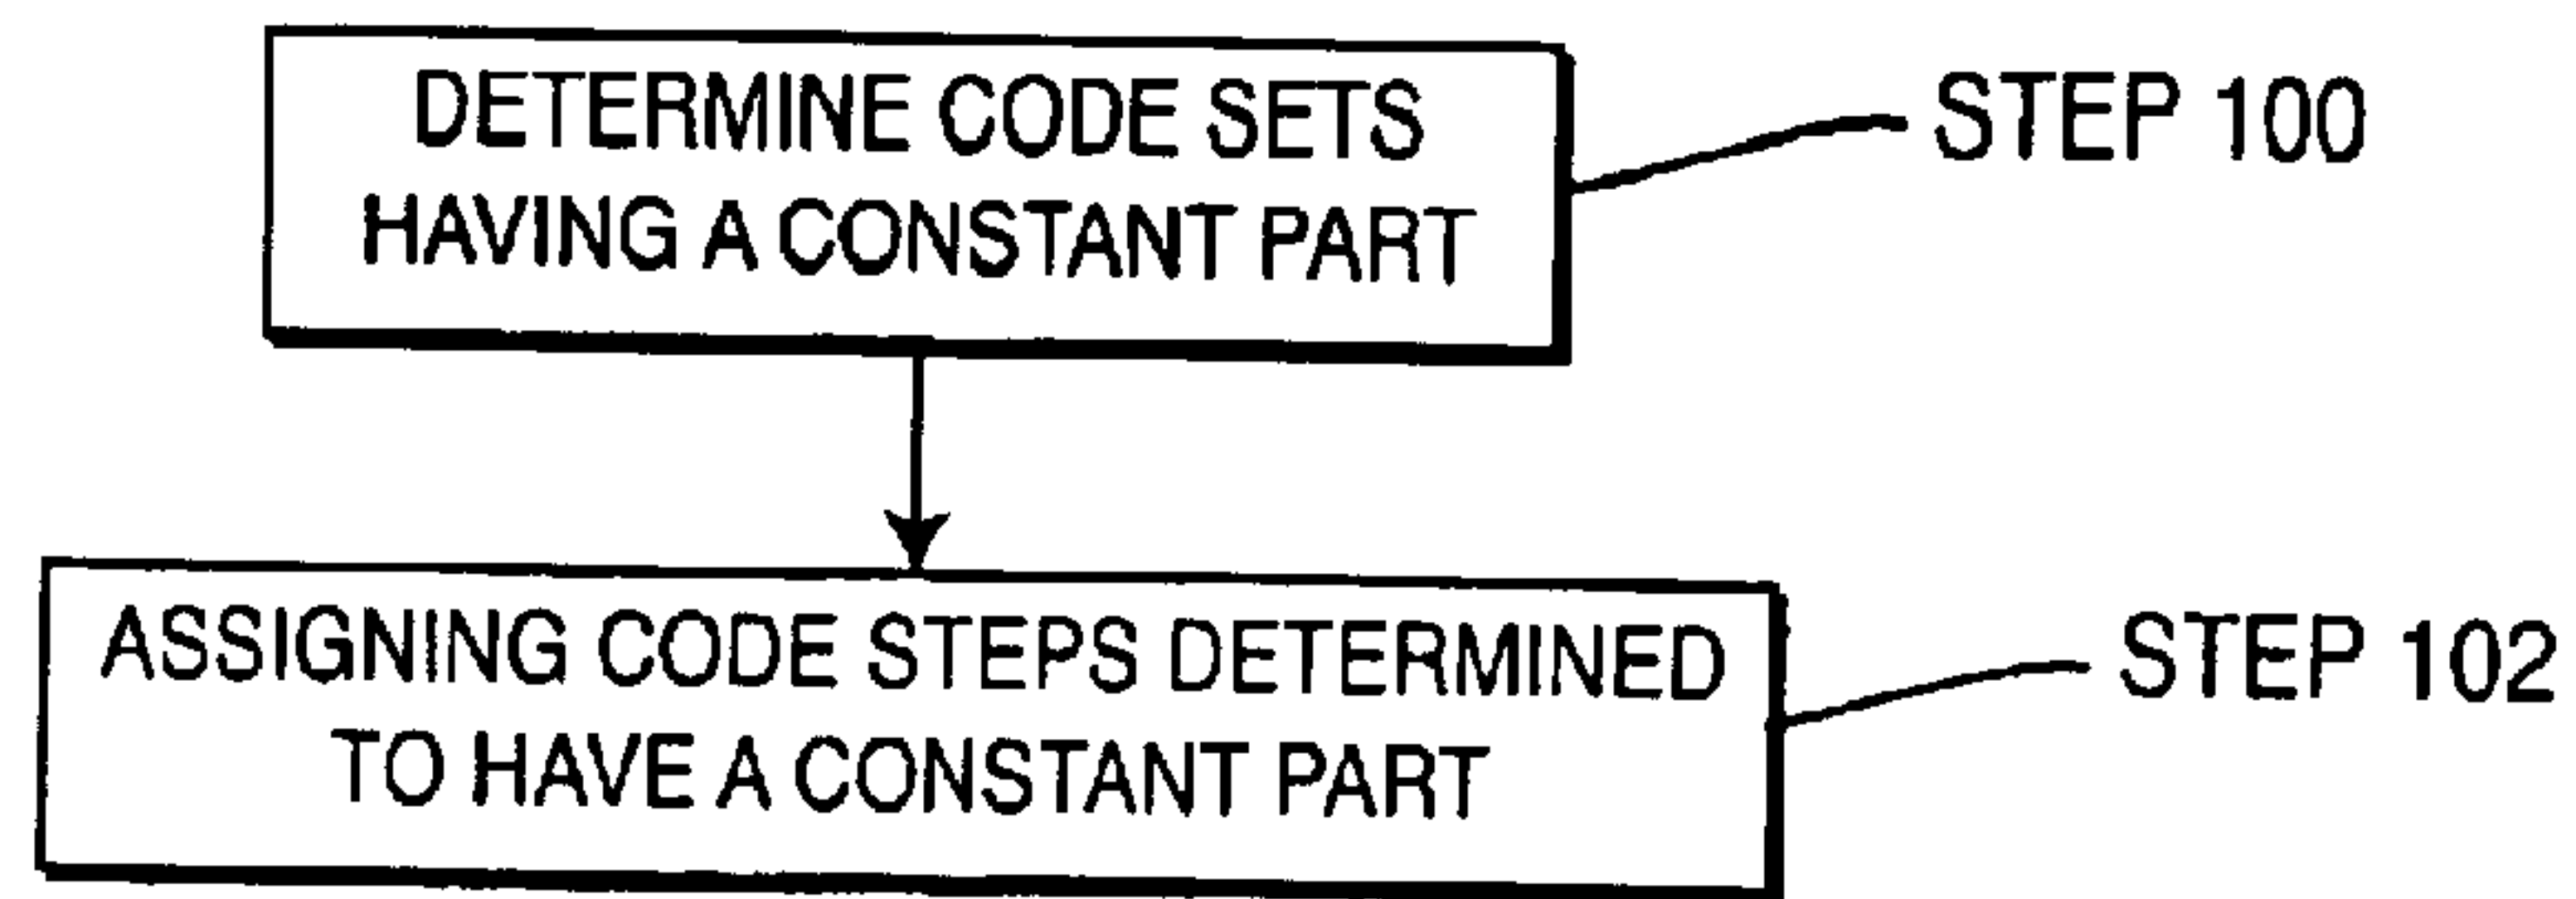 DETERMINE CODE SETS
HAVING A CONSTANT PART
STEP 100
ASSIGNING CODE STEPS DETERMINED
TO HAVE A CONSTANT PART
STEP 102